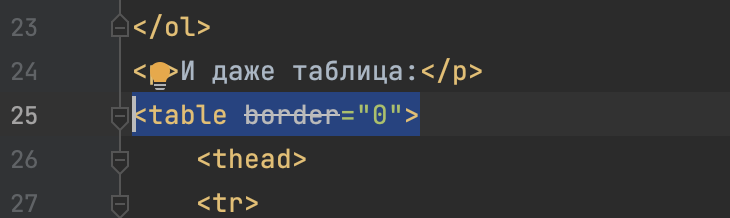 23 </ol>
24 <p>И даже таблица:</p>
25 <table border="0">
26 <thead>
27 <tr>